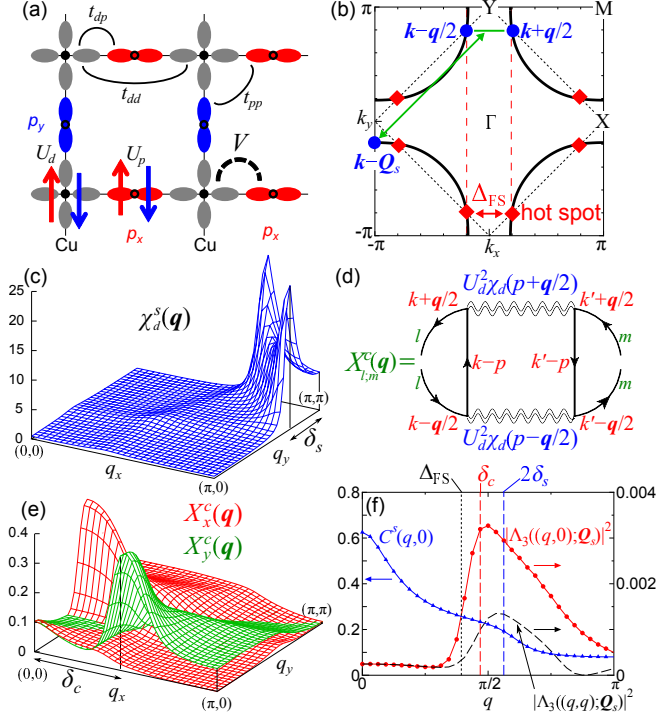 (a)
t_dp
t_dd
t_pp
p_y
U_d
U_p
V
Cu
p_x
Cu
p_x
(b)
Y
M
k−q/2
k+q/2
k_y
Γ
X
k−Q_s
Δ_FS
hot spot
-π
-π
k_x
π
(c)
χ^s_d(q)
25
20
15
10
5
0
(0,0)
q_x
(π,0)
q_y
δ_s
(π,π)
(d)
U_d^2χ_d(p+q/2)
k+q/2
k'+q/2
l
m
X^c_{l;m}(q)=
k−p
k'−p
l
m
k−q/2
k'−q/2
U_d^2χ_d(p−q/2)
(e)
X^c_x(q)
X^c_y(q)
0.4
0.3
0.2
0.1
0
(0,0)
δ_c
q_x
(π,0)
q_y
(π,π)
(f)
Δ_FS
δ_c
2δ_s
0.8
0.6
0.4
0.2
0
0.004
0.002
0
C^s(q,0)
|Λ_3((q,0);Q_s)|^2
0
π/2
π
q
|Λ_3((q,q);Q_s)|^2